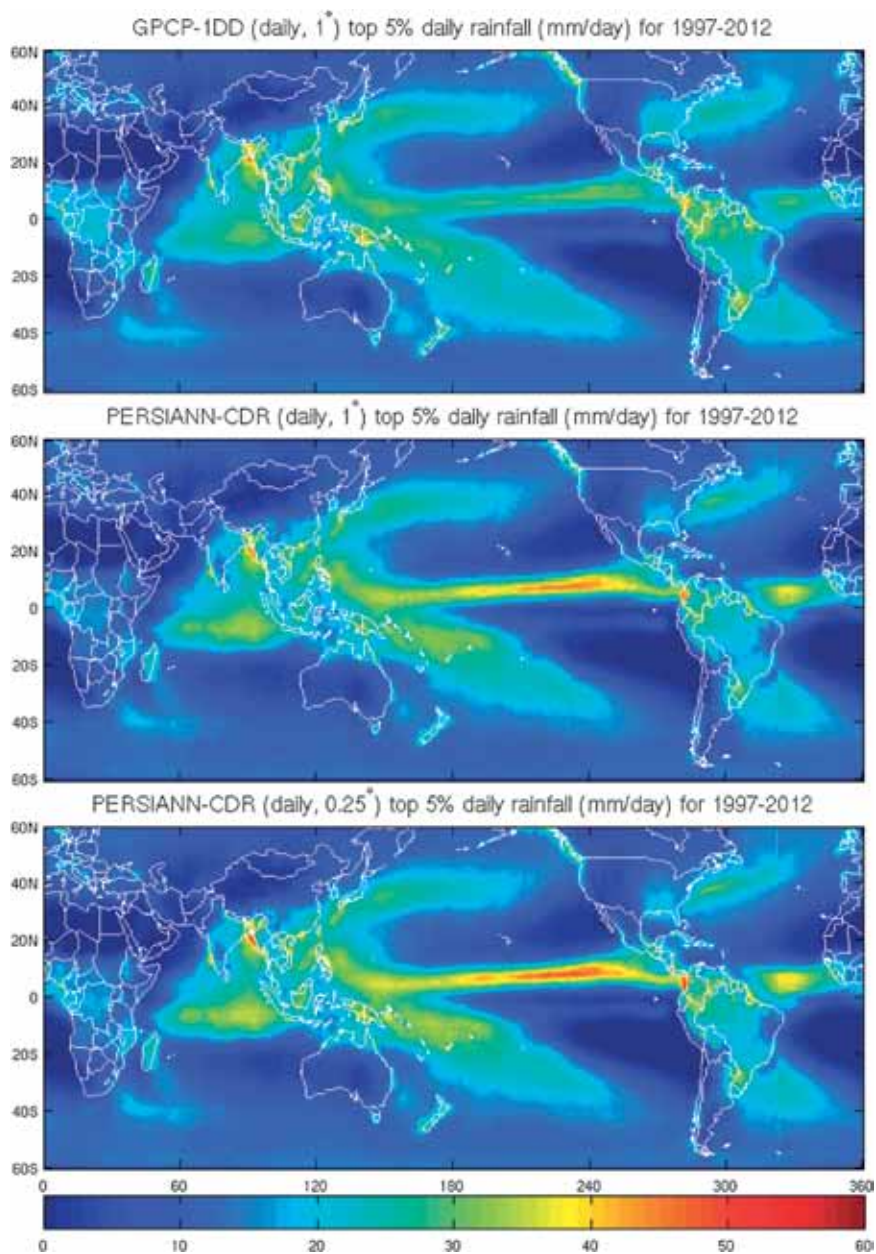 GPCP-1DD (daily, 1°) top 5% daily rainfall (mm/day) for 1997-2012
60N
40N
20N
0
20S
40S
60S
PERSIANN-CDR (daily, 1°) top 5% daily rainfall (mm/day) for 1997-2012
60N
40N
20N
0
20S
40S
60S
PERSIANN-CDR (daily, 0.25°) top 5% daily rainfall (mm/day) for 1997-2012
60N
40N
20N
0
20S
40S
60S
0 60 120 180 240 300 360
0 10 20 30 40 50 60